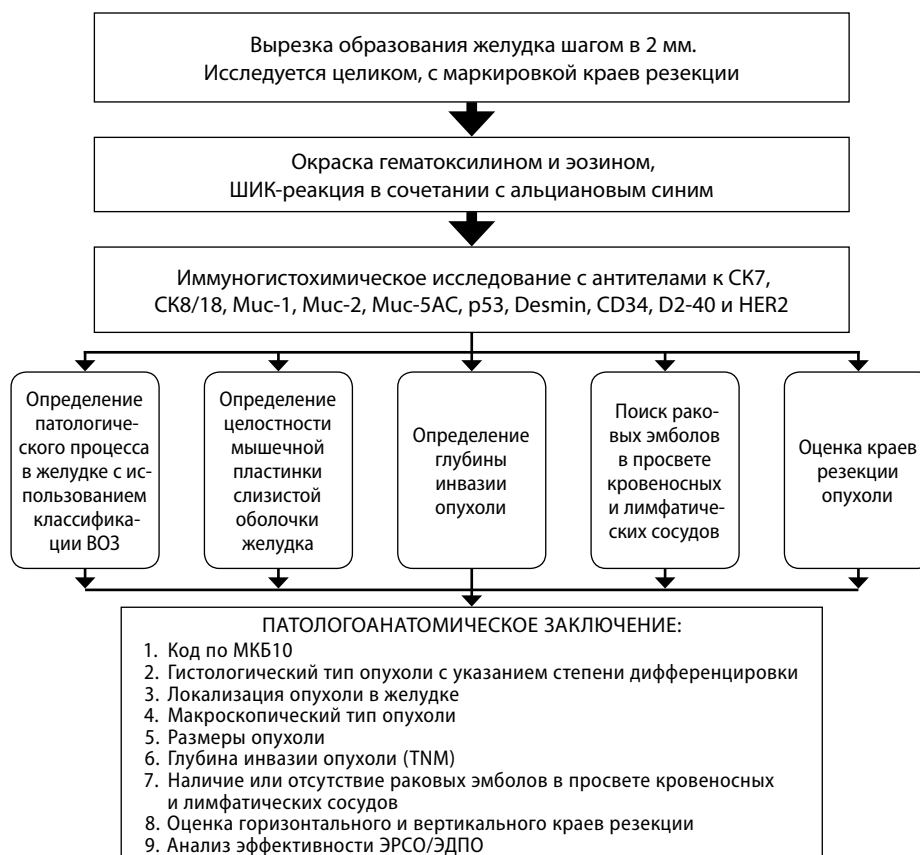 Вырезка образования желудка шагом в 2 мм.
Исследуется целиком, с маркировкой краев резекции
Окраска гематоксилином и эозином,
ШИК-реакция в сочетании с альциановым синим
Иммуногистохимическое исследование с антителами к СК7,
СК8/18, Muc-1, Muc-2, Muc-5AC, p53, Desmin, CD34, D2-40 и HER2
Определение
патологиче-
ского процесса
в желудке с ис-
пользованием
классифика-
ции ВОЗ
Определение
целостности
мышечной
пластинки
слизистой
оболочки
желудка
Определение
глубины
инвазии
опухоли
Поиск рако-
вых эмболов
в просвете
кровеносных
и лимфатиче-
ских сосудов
Оценка краев
резекции
опухоли
ПАТОЛОГОАНАТОМИЧЕСКОЕ ЗАКЛЮЧЕНИЕ:
1. Код по МКБ10
2. Гистологический тип опухоли с указанием степени дифференцировки
3. Локализация опухоли в желудке
4. Макроскопический тип опухоли
5. Размеры опухоли
6. Глубина инвазии опухоли (TNM)
7. Наличие или отсутствие раковых эмболов в просвете кровеносных
и лимфатических сосудов
8. Оценка горизонтального и вертикального краев резекции
9. Анализ эффективности ЭРСО/ЭДПО